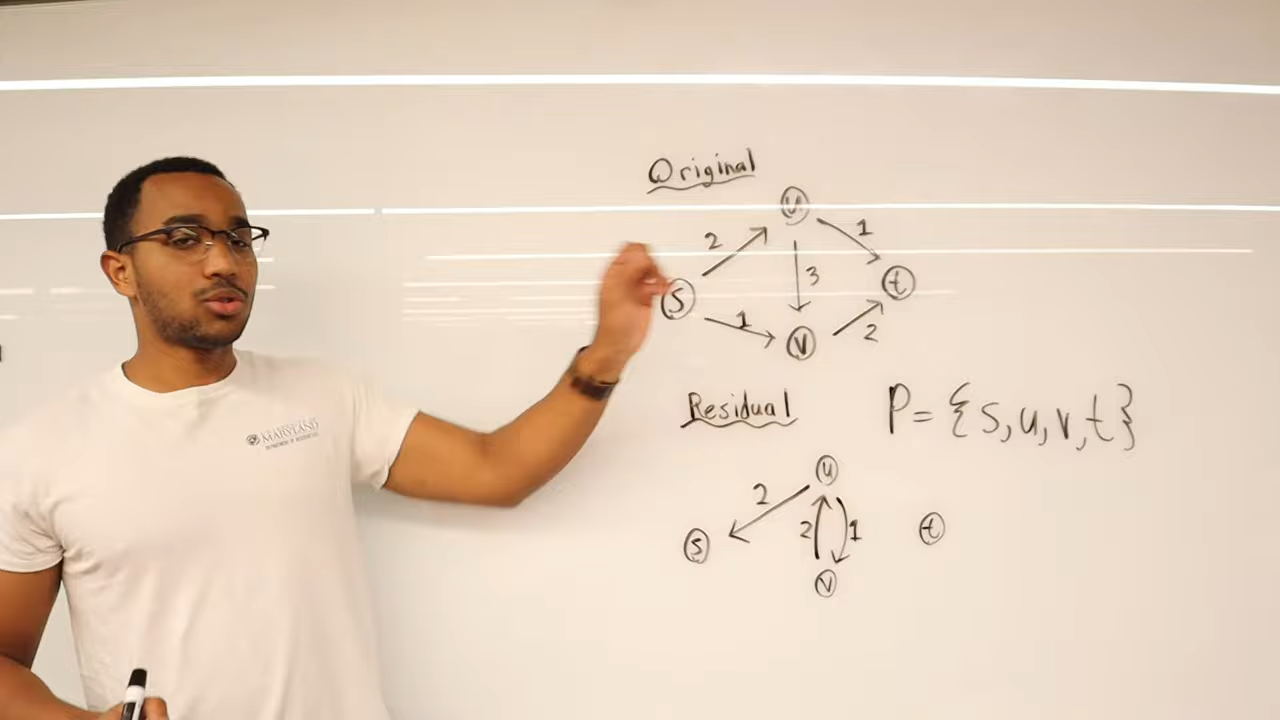 Original
u
2
1
s
3
t
1
v
2
Residual
P = {s, u, v, t}
u
2
s
2
1
t
v
MARYLAND